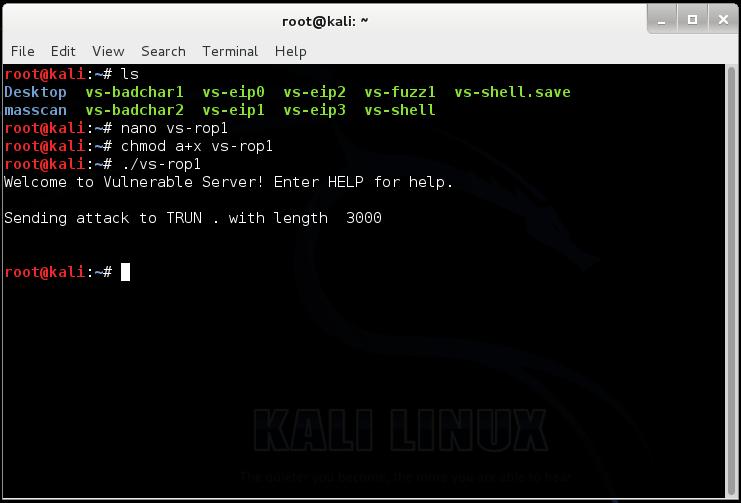 root@kali: ~
File Edit View Search Terminal Help
root@kali:~# ls
Desktop vs-badchar1 vs-eip0 vs-eip2 vs-fuzz1 vs-shell.save
masscan vs-badchar2 vs-eip1 vs-eip3 vs-shell
root@kali:~# nano vs-rop1
root@kali:~# chmod a+x vs-rop1
root@kali:~# ./vs-rop1
Welcome to Vulnerable Server! Enter HELP for help.
Sending attack to TRUN . with length  3000
root@kali:~#
KALI LINUX
The quieter you become, the more you are able to hear